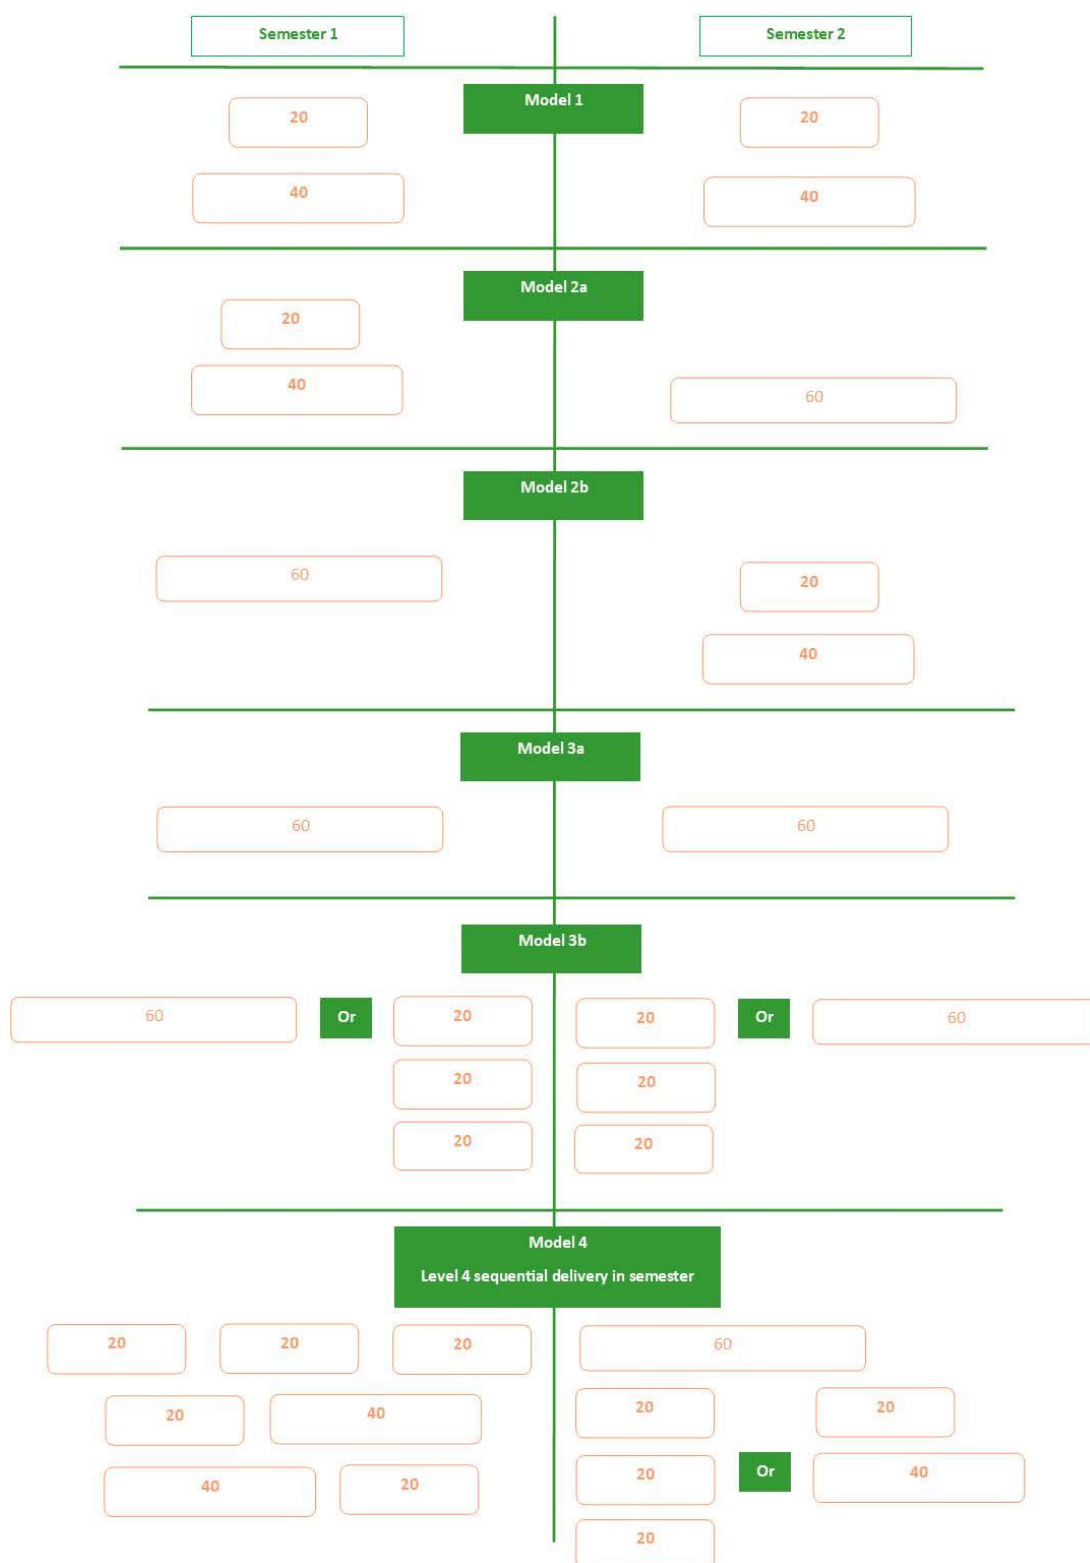 Semester 1
Semester 2
Model 1
20
20
40
40
Model 2a
20
40
60
Model 2b
60
20
40
Model 3a
60
60
Model 3b
60 Or 20 20 Or 60
20 20
20 20
Model 4
Level 4 sequential delivery in semester
20 20 20 60
20 40 20 20
40 20 20 Or 40
20